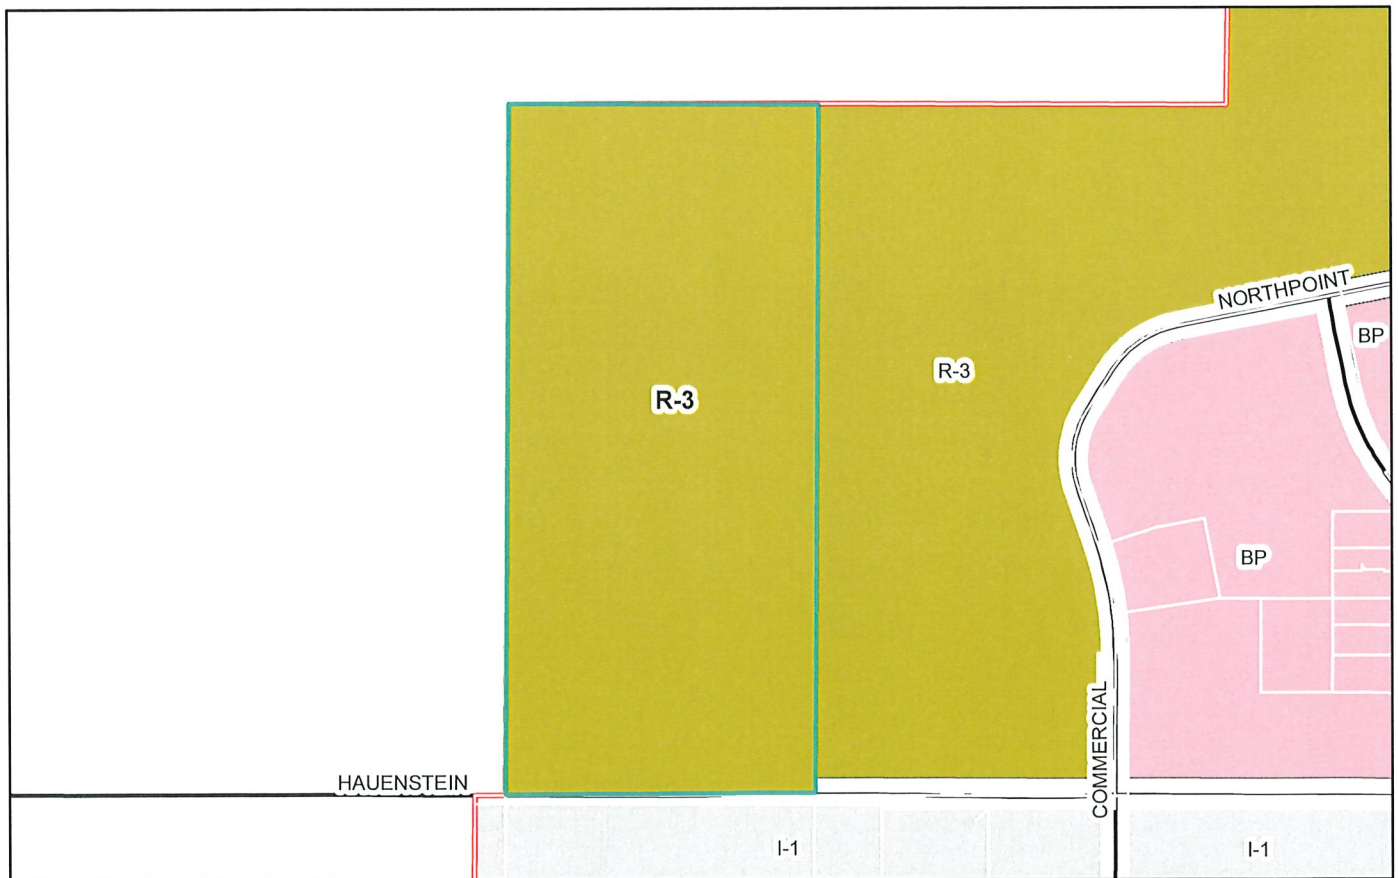 NORTHPOINT
BP
R-3
R-3
BP
COMMERCIAL
HAUENSTEIN
I-1
I-1